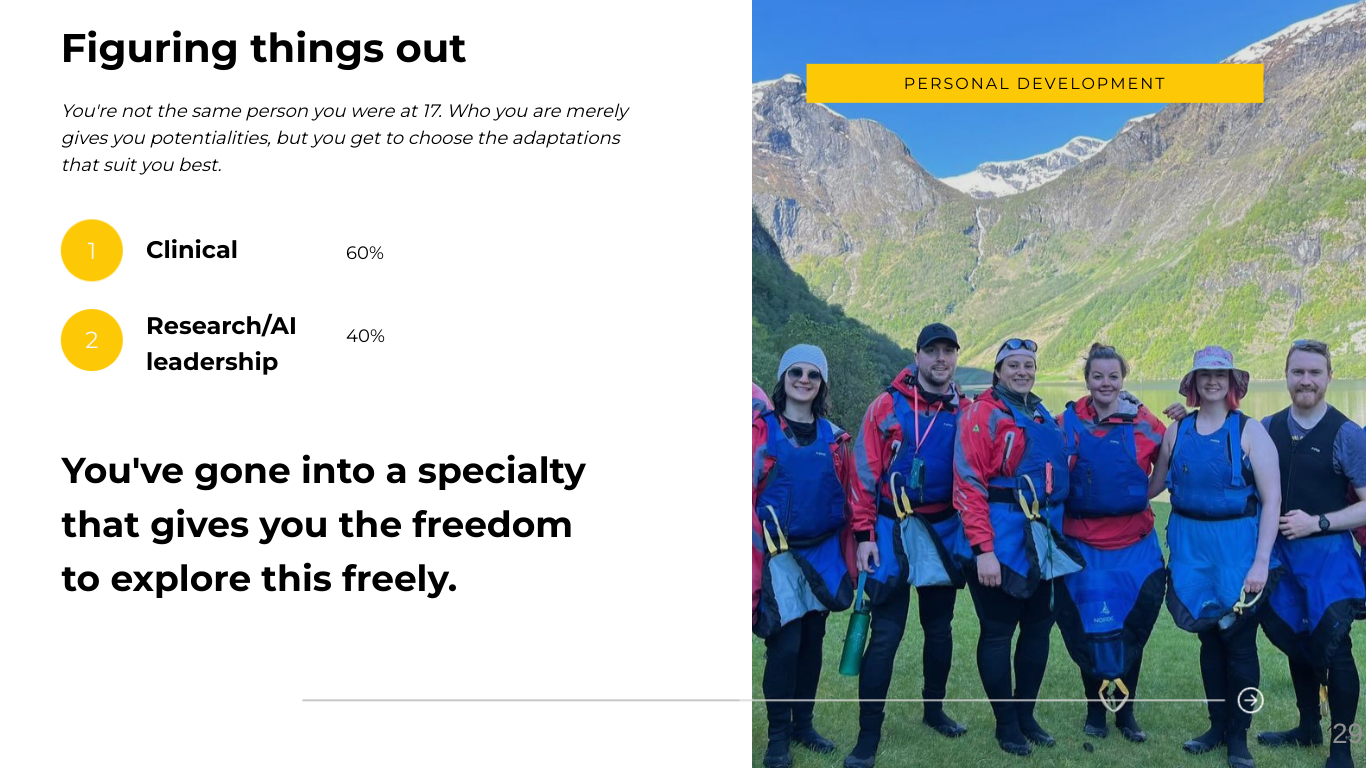 Figuring things out
PERSONAL DEVELOPMENT
You're not the same person you were at 17. Who you are merely
gives you potentialities, but you get to choose the adaptations
that suit you best.
1
Clinical
60%
2
Research/AI
leadership
40%
You've gone into a specialty
that gives you the freedom
to explore this freely.
NORDIC
29